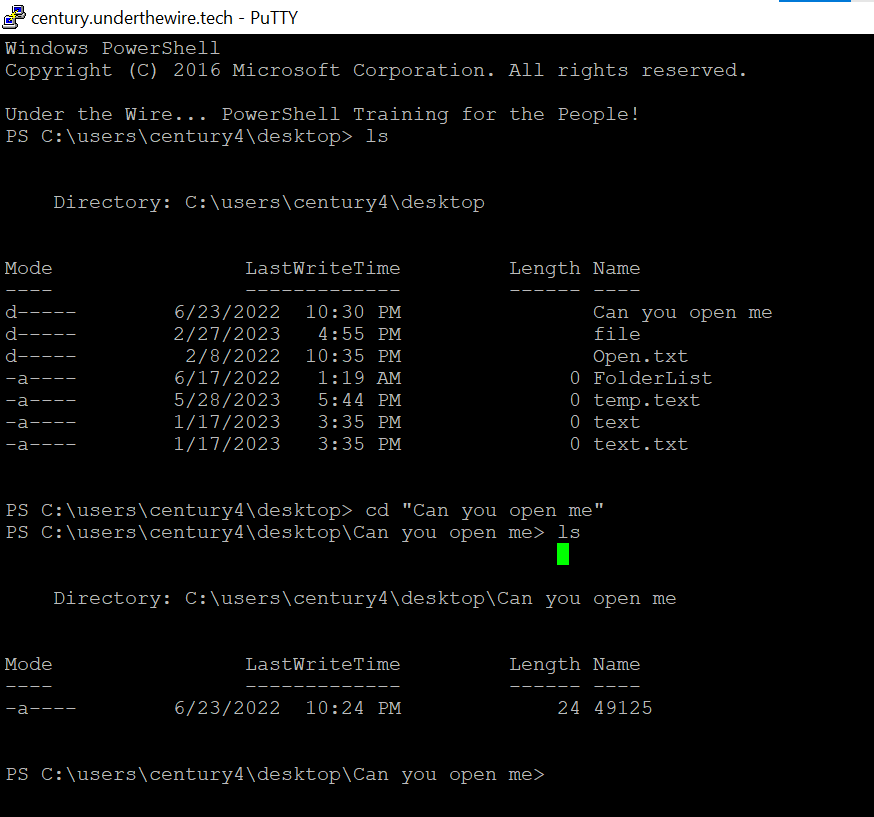 century.underthewire.tech - PuTTY
Windows PowerShell
Copyright (C) 2016 Microsoft Corporation. All rights reserved.
Under the Wire... PowerShell Training for the People!
PS C:\users\century4\desktop> ls
Directory: C:\users\century4\desktop
Mode LastWriteTime Length Name
---- ------------- ------ ----
d----- 6/23/2022 10:30 PM Can you open me
d----- 2/27/2023 4:55 PM file
d----- 2/8/2022 10:35 PM Open.txt
-a---- 6/17/2022 1:19 AM 0 FolderList
-a---- 5/28/2023 5:44 PM 0 temp.text
-a---- 1/17/2023 3:35 PM 0 text
-a---- 1/17/2023 3:35 PM 0 text.txt
PS C:\users\century4\desktop> cd "Can you open me"
PS C:\users\century4\desktop\Can you open me> ls
Directory: C:\users\century4\desktop\Can you open me
Mode LastWriteTime Length Name
---- ------------- ------ ----
-a---- 6/23/2022 10:24 PM 24 49125
PS C:\users\century4\desktop\Can you open me>